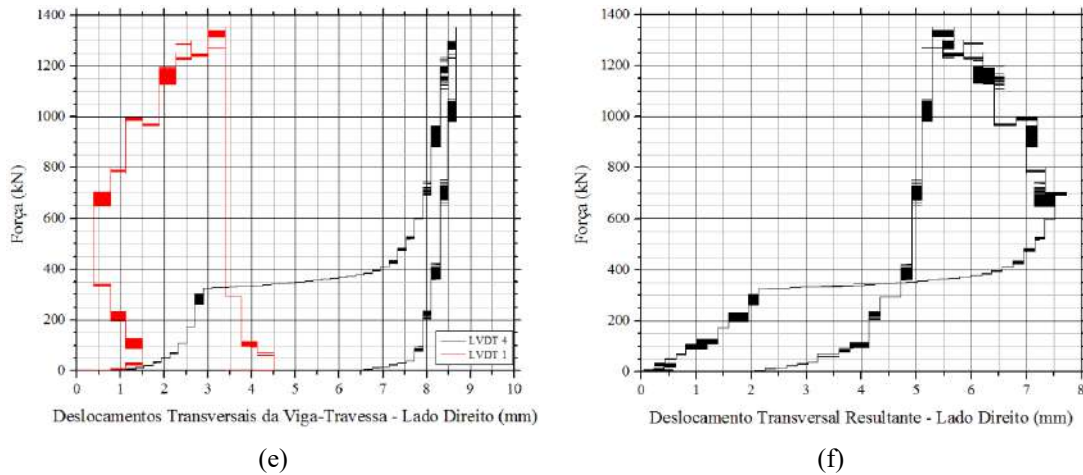 1400
1200
1000
800
600
400
200
0
Força (kN)
0 1 2 3 4 5 6 7 8 9 10
LVDT 4
LVDT 1
Deslocamentos Transversais da Viga-Travessa - Lado Direito (mm)
(e)
1400
1200
1000
800
600
400
200
0
Força (kN)
0 1 2 3 4 5 6 7 8
Deslocamento Transversal Resultante - Lado Direito (mm)
(f)